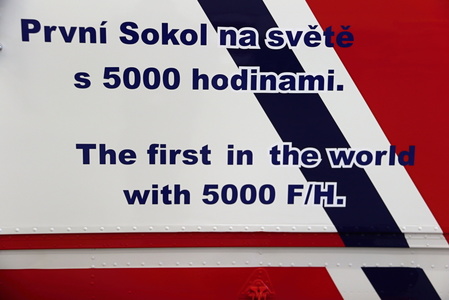 První Sokol na světě
s 5000 hodinami.
The first in the world
with 5000 F/H.